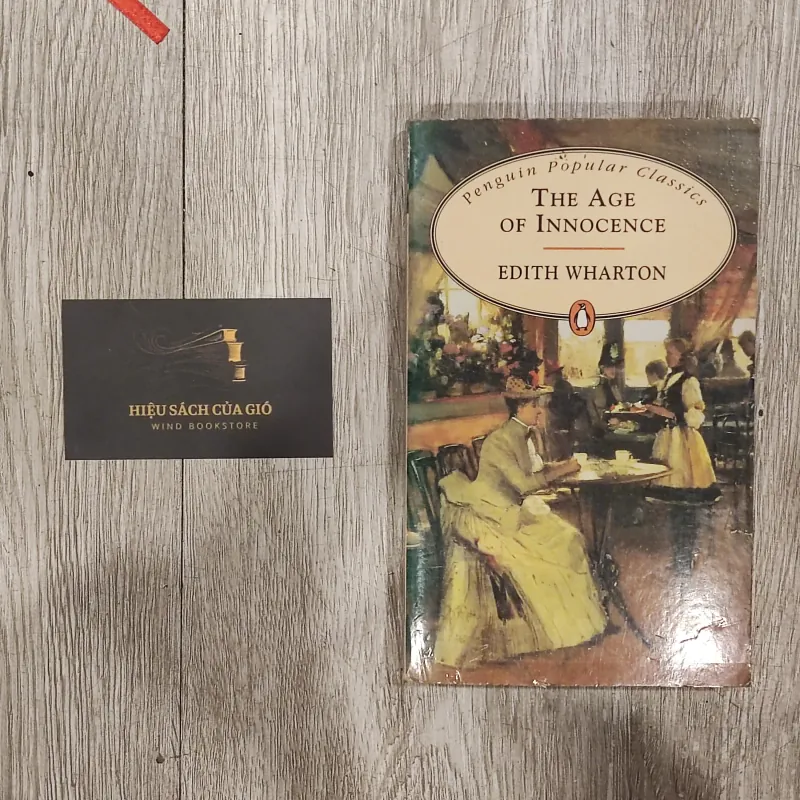 HIỆU SÁCH CỦA GIÓ
WIND BOOKSTORE
Penguin Popular Classics
THE AGE
OF INNOCENCE
EDITH WHARTON